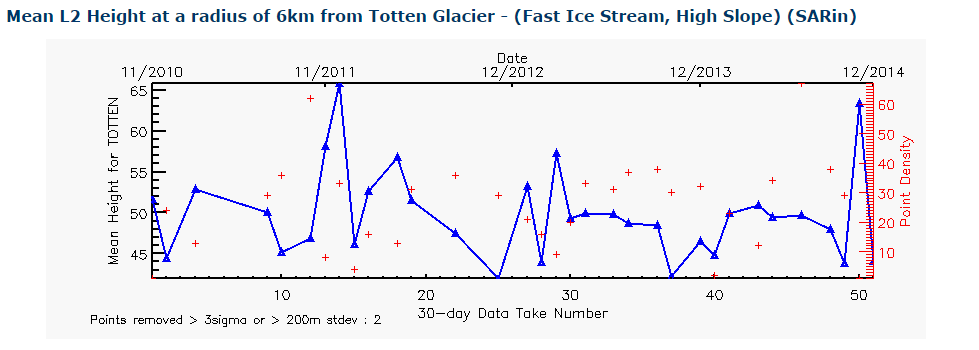 Mean L2 Height at a radius of 6km from Totten Glacier - (Fast Ice Stream, High Slope) (SARin)
Date
11/2010 11/2011 12/2012 12/2013 12/2014
Mean Height for TOTTEN
65
60
55
50
45
60
50
40
30
20
10
Point Density
10 20 30 40 50
30-day Data Take Number
Points removed > 3sigma or > 200m stdev : 2